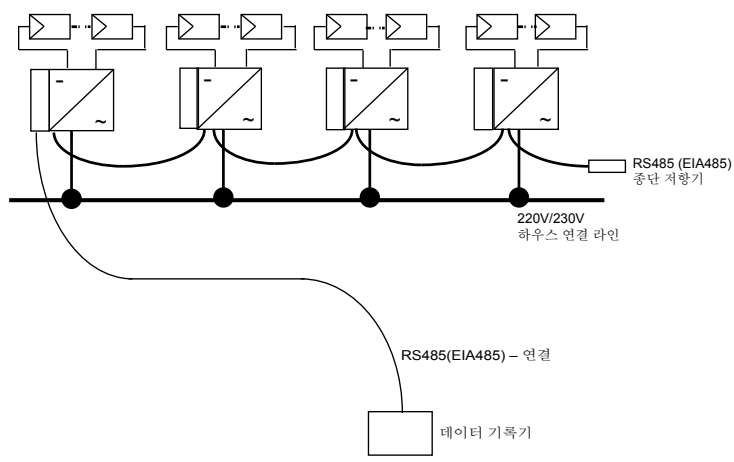 RS485 (EIA485)
종단 저항기
220V/230V
하우스 연결 라인
RS485(EIA485) – 연결
데이터 기록기